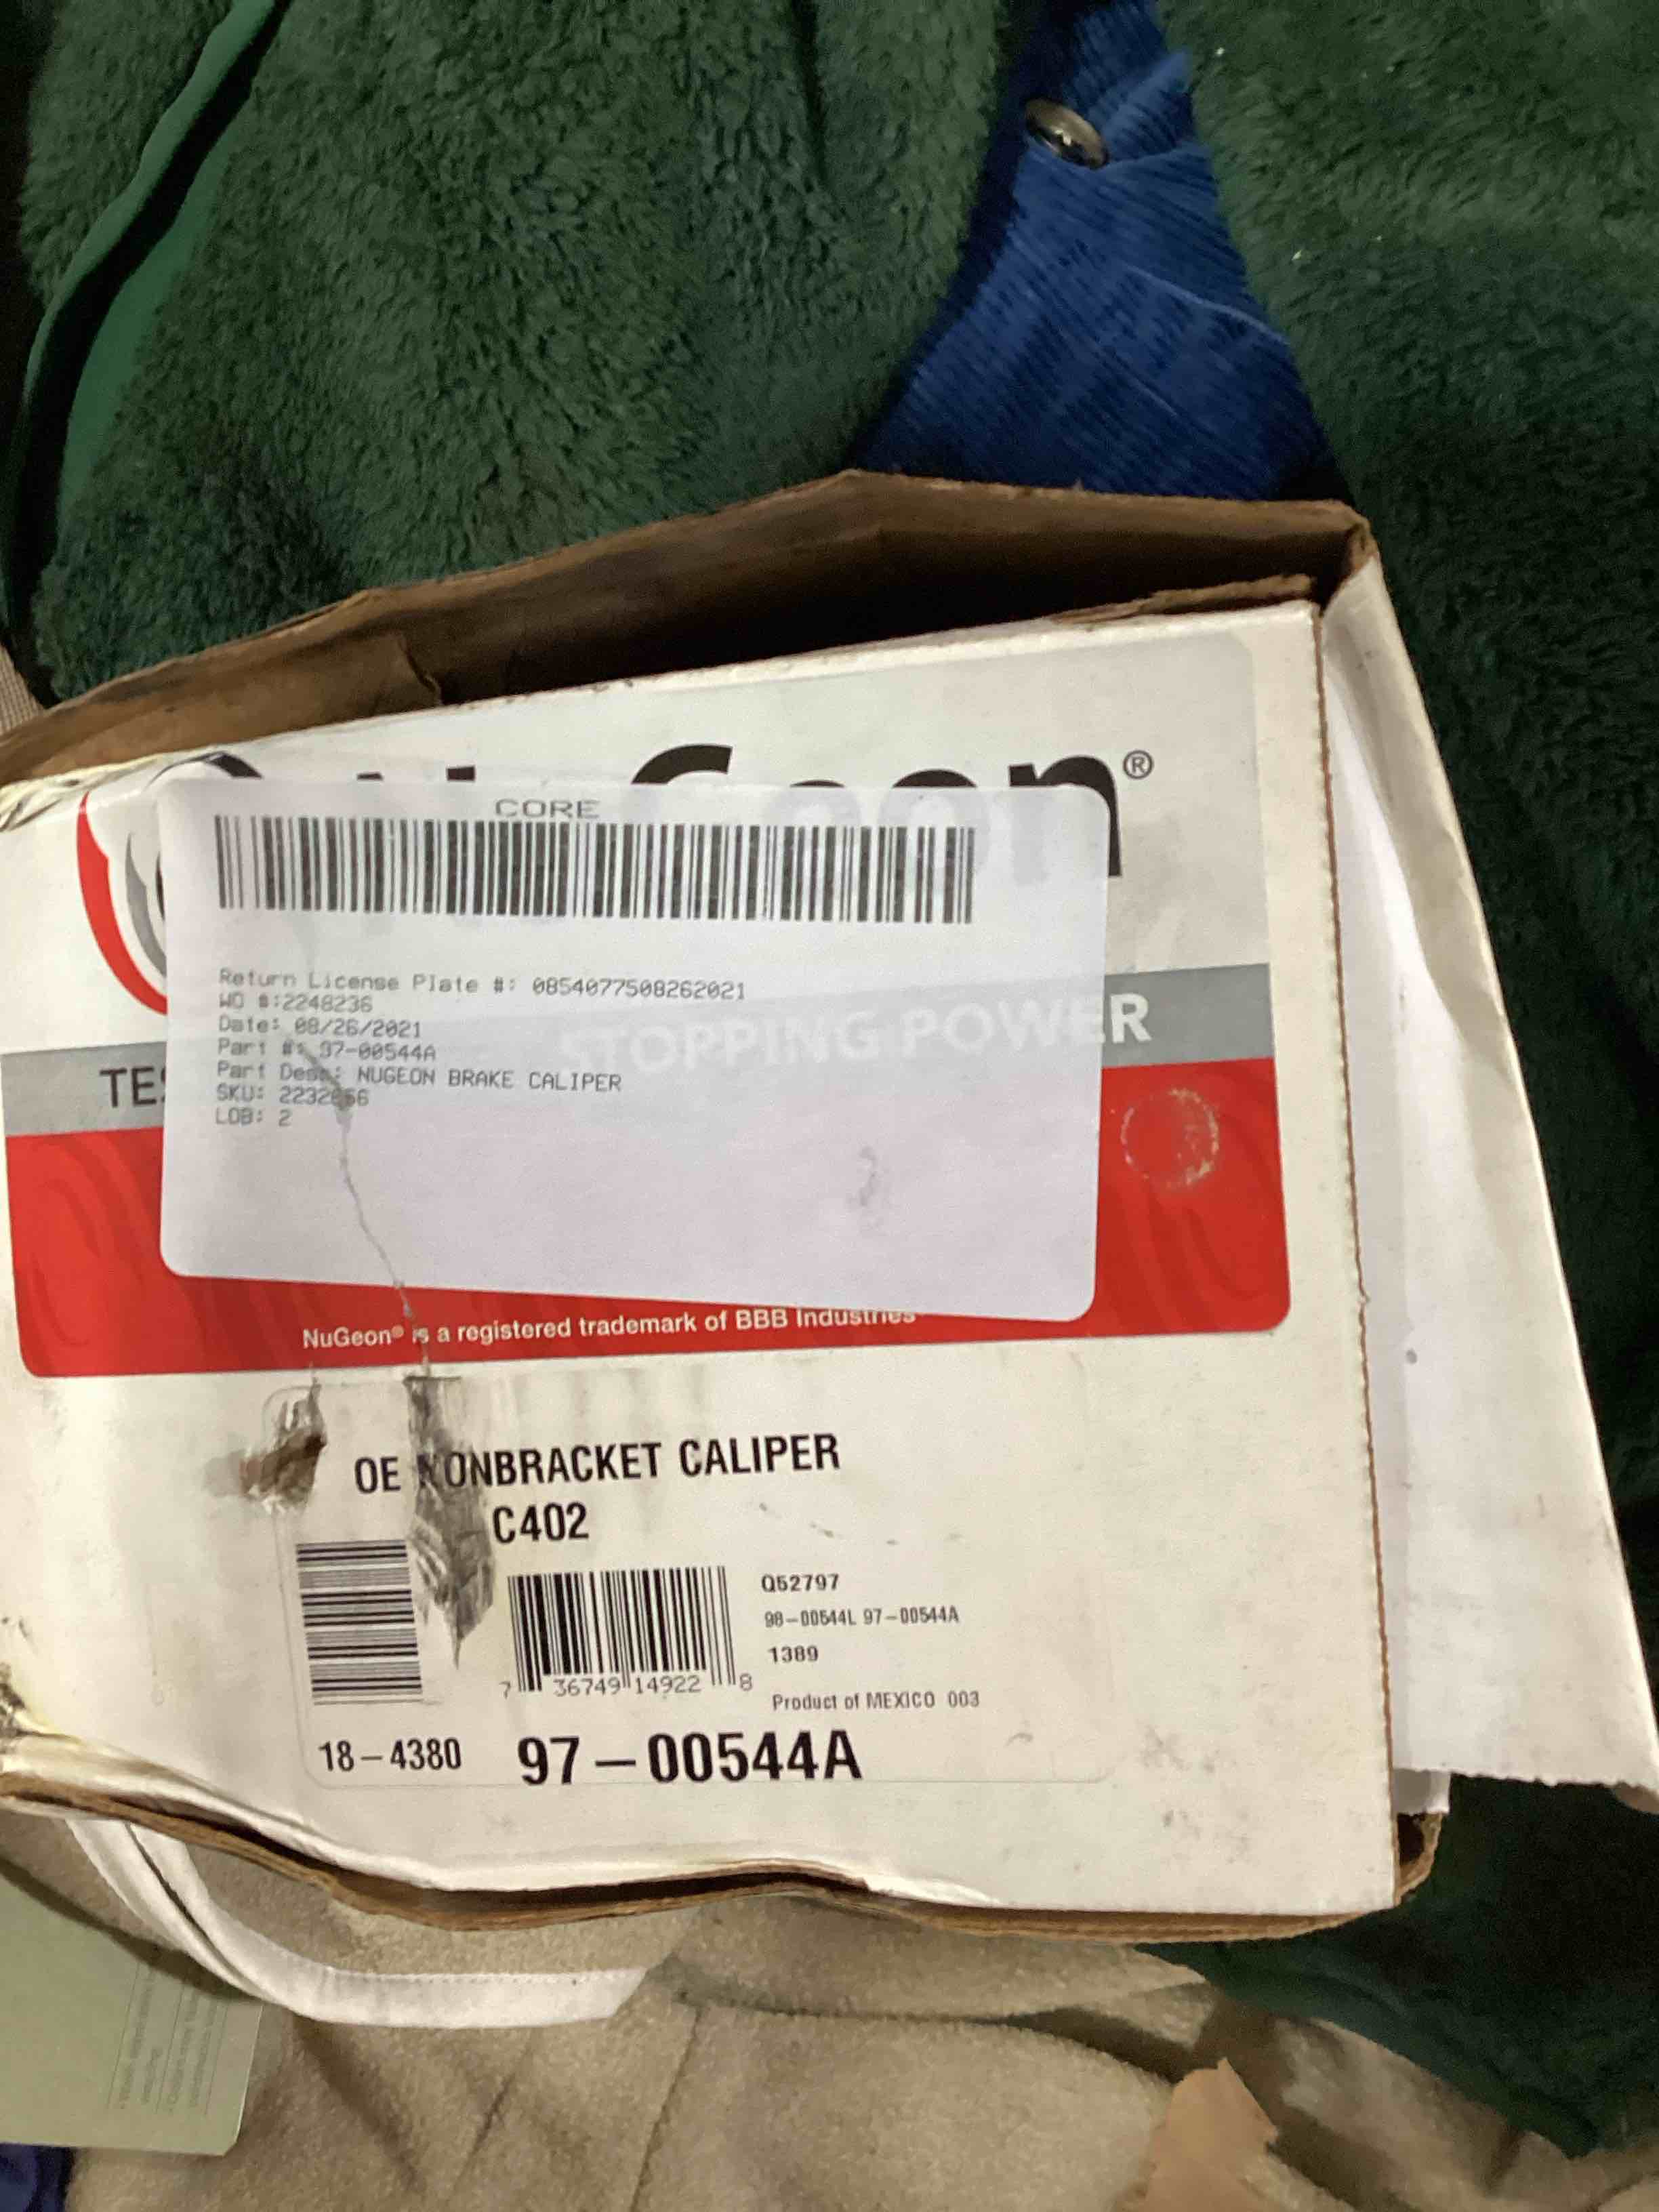 ®
CORE
Return License Plate #: 0854077508262021
WO #:2248236
Date: 08/26/2021
Part #: 97-00544A
Part Desc: NUGEON BRAKE CALIPER
SKU:
LOB: 2
STOPPING POWER
NuGeon® is a registered trademark of BBB Industries
OE NONBRACKET CALIPER
C402
Q52797
98-00544L 97-00544A
1389
7 36749 14922 8
Product of MEXICO 003
18-4380 97-00544A